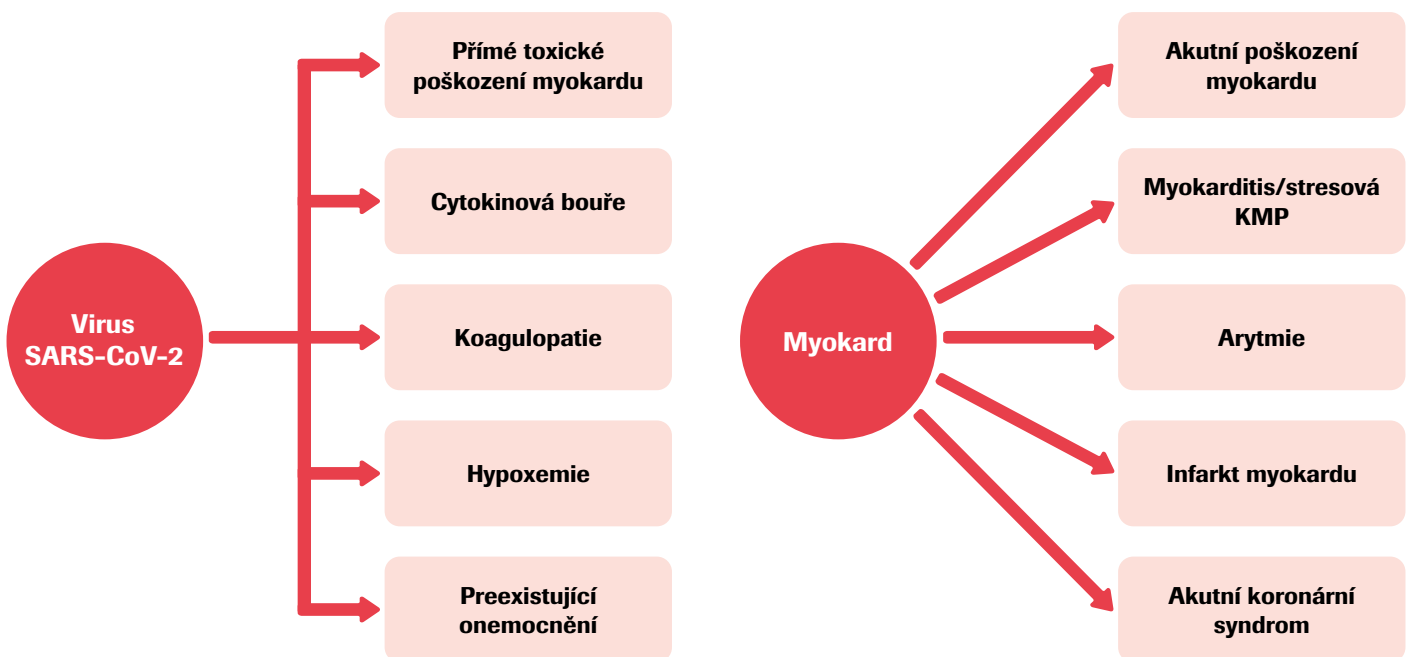 Virus
SARS-CoV-2
Přímé toxické
poškození myokardu
Cytokinová bouře
Koagulopatie
Hypoxemie
Preexistující
onemocnění
Myokard
Akutní poškození
myokardu
Myokarditis/stresová
KMP
Arytmie
Infarkt myokardu
Akutní koronární
syndrom